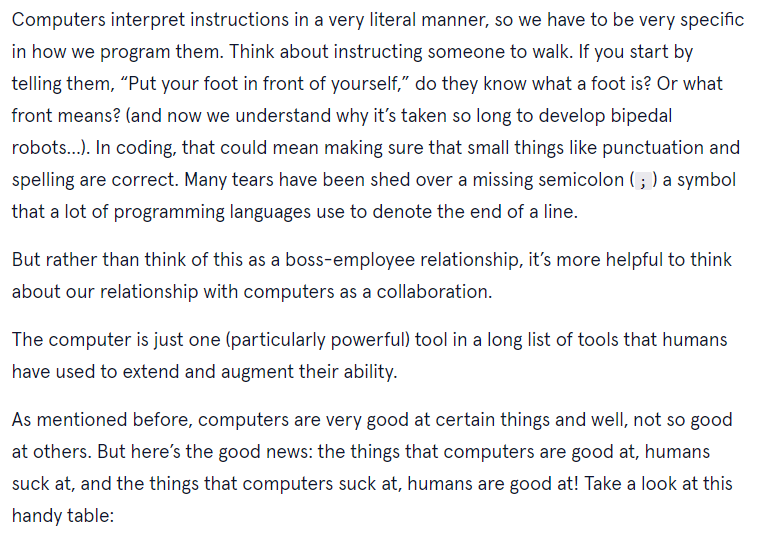 Computers interpret instructions in a very literal manner, so we have to be very specific
in how we program them. Think about instructing someone to walk. If you start by
telling them, “Put your foot in front of yourself,” do they know what a foot is? Or what
front means? (and now we understand why it’s taken so long to develop bipedal
robots...). In coding, that could mean making sure that small things like punctuation and
spelling are correct. Many tears have been shed over a missing semicolon ( ; ) a symbol
that a lot of programming languages use to denote the end of a line.
But rather than think of this as a boss-employee relationship, it’s more helpful to think
about our relationship with computers as a collaboration.
The computer is just one (particularly powerful) tool in a long list of tools that humans
have used to extend and augment their ability.
As mentioned before, computers are very good at certain things and well, not so good
at others. But here’s the good news: the things that computers are good at, humans
suck at, and the things that computers suck at, humans are good at! Take a look at this
handy table: